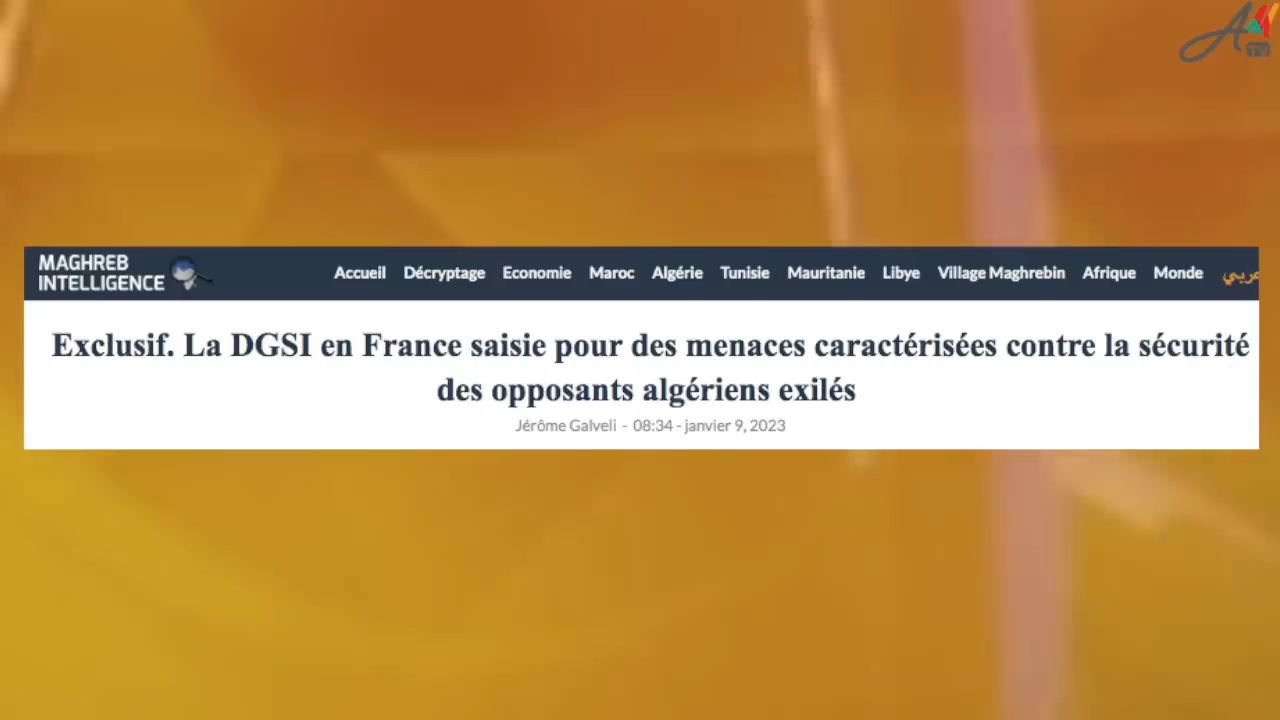 MAGHREB
INTELLIGENCE
Accueil Décryptage Economie Maroc Algérie Tunisie Mauritanie Libye Village Maghrebin Afrique Monde عربي
Exclusif. La DGSI en France saisie pour des menaces caractérisées contre la sécurité
des opposants algériens exilés
Jérôme Galveli - 08:34 - janvier 9, 2023
TV